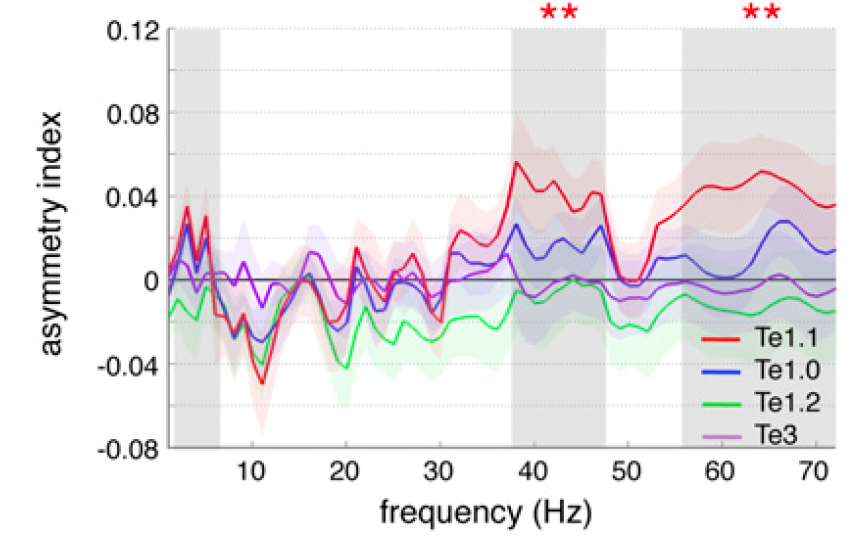 ** **
0.12
0.08
0.04
0
-0.04
-0.08
asymmetry index
Te1.1
Te1.0
Te1.2
Te3
10 20 30 40 50 60 70
frequency (Hz)